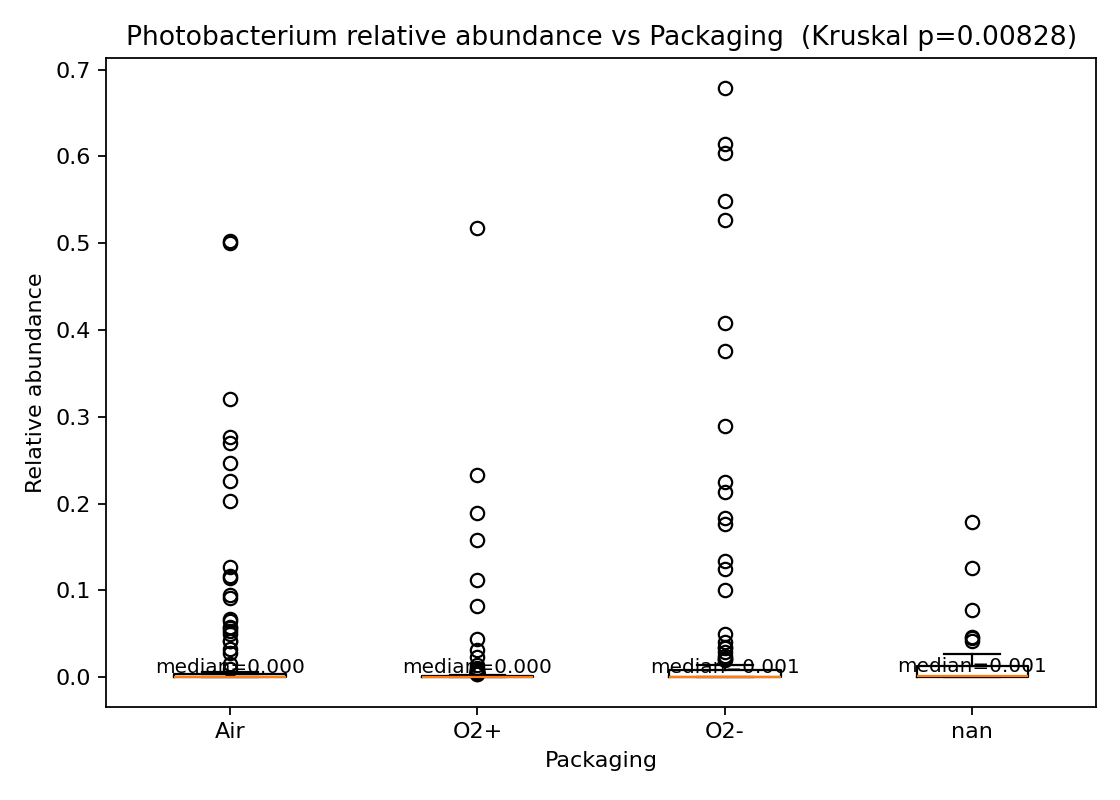 Photobacterium relative abundance vs Packaging (Kruskal p=0.00828)
Relative abundance
0.7
0.6
0.5
0.4
0.3
0.2
0.1
0.0
median=0.000
median=0.000
median=0.001
median=0.001
Air
O2+
O2-
nan
Packaging